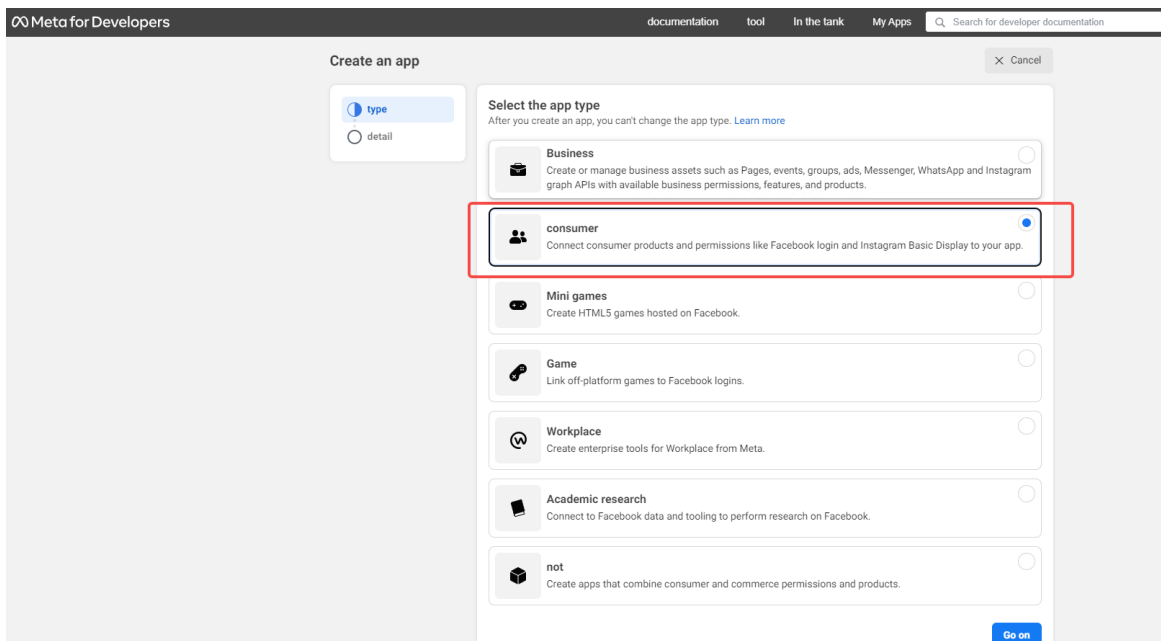 Meta for Developers
documentation tool In the tank My Apps Search for developer documentation
Create an app
Cancel
type
detail
Select the app type
After you create an app, you can't change the app type. Learn more
Business
Create or manage business assets such as Pages, events, groups, ads, Messenger, WhatsApp and Instagram
graph APIs with available business permissions, features, and products.
consumer
Connect consumer products and permissions like Facebook login and Instagram Basic Display to your app.
Mini games
Create HTML5 games hosted on Facebook.
Game
Link off-platform games to Facebook logins.
Workplace
Create enterprise tools for Workplace from Meta.
Academic research
Connect to Facebook data and tooling to perform research on Facebook.
not
Create apps that combine consumer and commerce permissions and products.
Go on